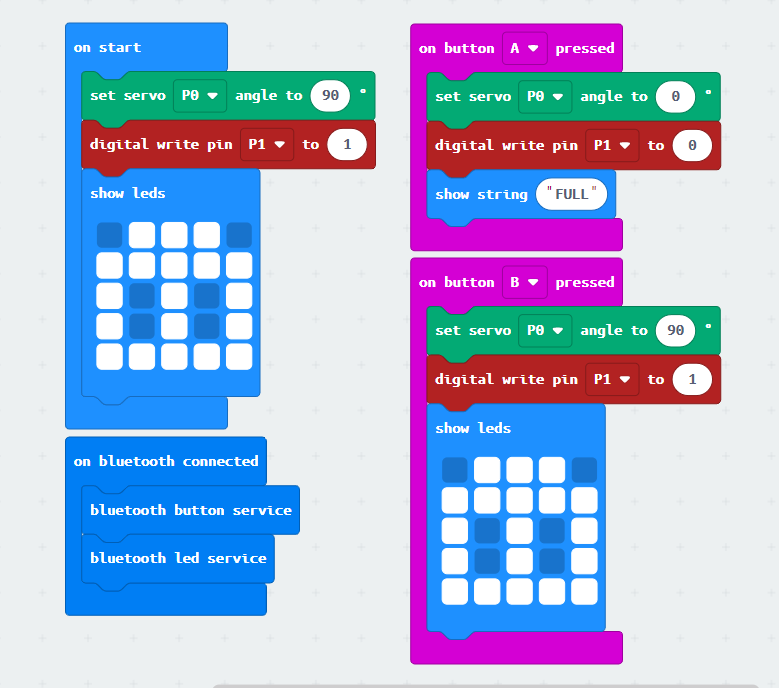 on start
set servo P0 angle to 90 °
digital write pin P1 to 1
show leds
on bluetooth connected
bluetooth button service
bluetooth led service
on button A pressed
set servo P0 angle to 0 °
digital write pin P1 to 0
show string "FULL"
on button B pressed
set servo P0 angle to 90 °
digital write pin P1 to 1
show leds